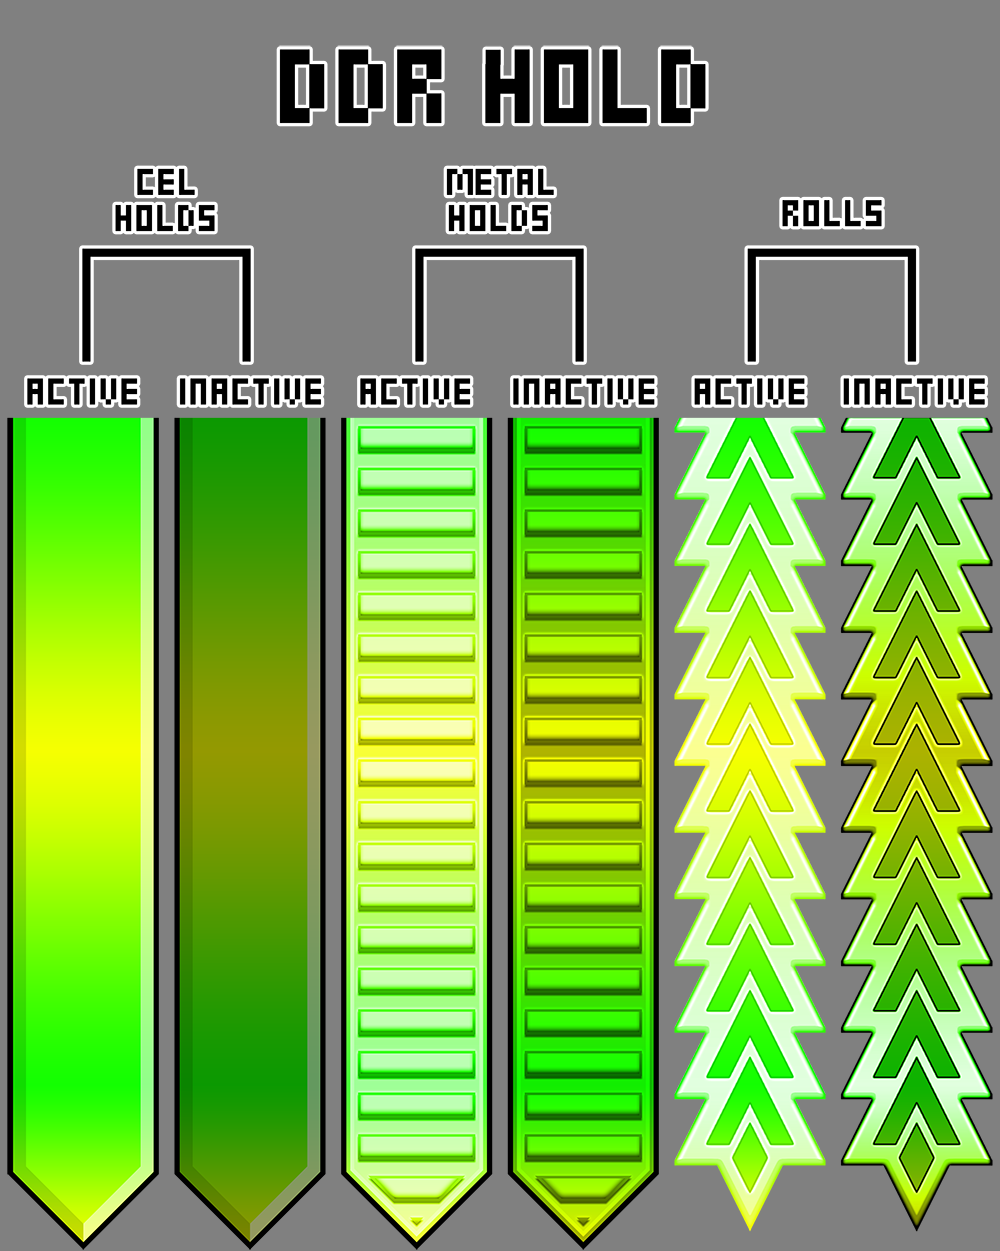 DDR HOLD
CEL
HOLDS
METAL
HOLDS
ROLLS
ACTIVE
INACTIVE
ACTIVE
INACTIVE
ACTIVE
INACTIVE